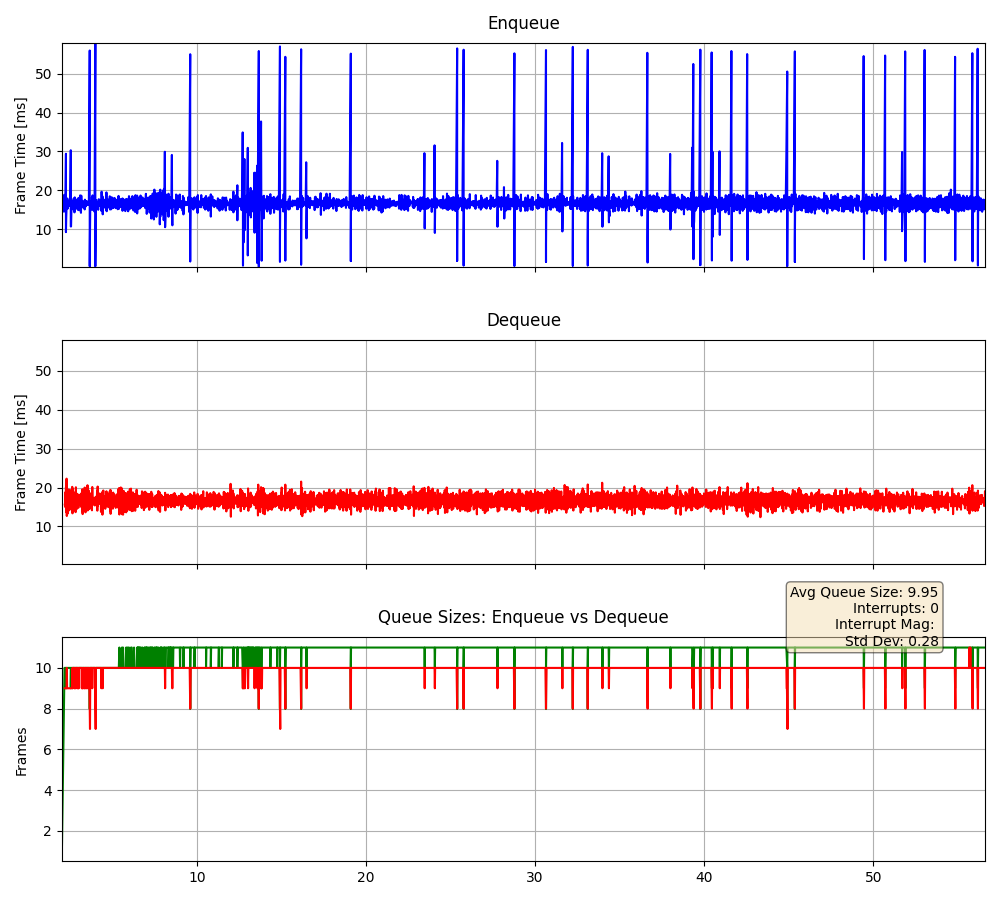 Enqueue
Frame Time [ms]
50
40
30
20
10
Dequeue
Frame Time [ms]
50
40
30
20
10
Avg Queue Size: 9.95
Interrupts: 0
Interrupt Mag:
Std Dev: 0.28
Queue Sizes: Enqueue vs Dequeue
Frames
10
8
6
4
2
10 20 30 40 50